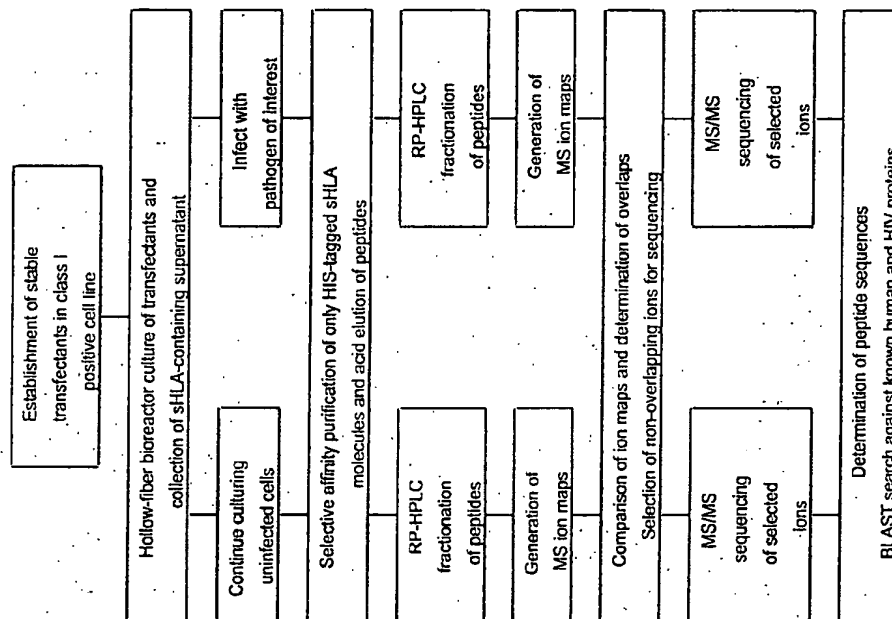 Establishment of stable
transfectants in class I
positive cell line
Hollow-fiber bioreactor culture of transfectants and
collection of sHLA-containing supernatant
Continue culturing
uninfected cells
Infect with
pathogen of interest
Selective affinity purification of only HIS-tagged sHLA
molecules and acid elution of peptides
RP-HPLC
fractionation
of peptides
RP-HPLC
fractionation
of peptides
Generation of
MS ion maps
Generation of
MS ion maps
Comparison of ion maps and determination of overlaps
Selection of non-overlapping ions for sequencing
MS/MS
sequencing
of selected
ions
MS/MS
sequencing
of selected
ions
Determination of peptide sequences
BLAST search against known human and HIV proteins